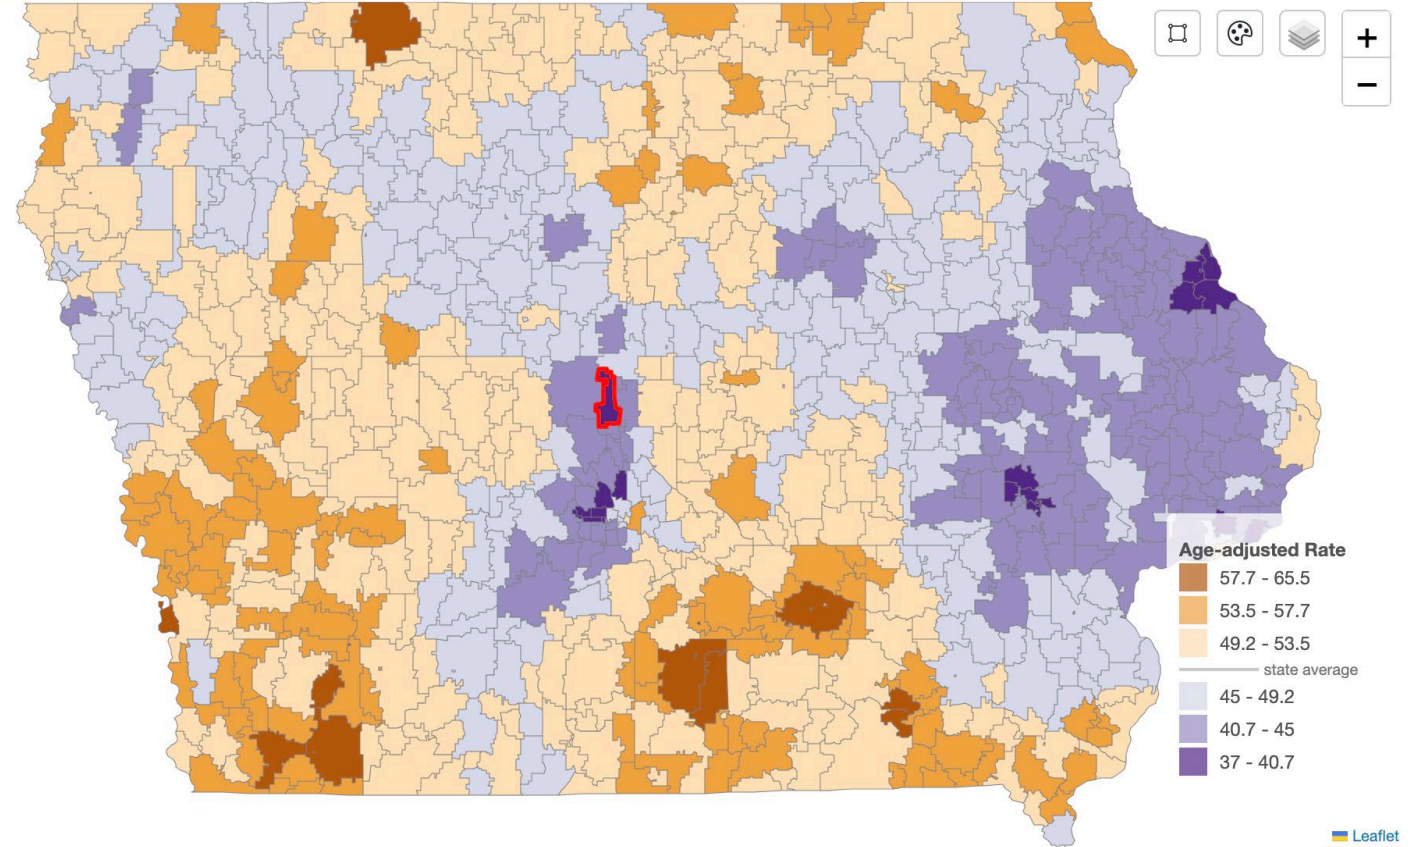 +
−
Age-adjusted Rate
57.7 - 65.5
53.5 - 57.7
49.2 - 53.5
state average
45 - 49.2
40.7 - 45
37 - 40.7
Leaflet